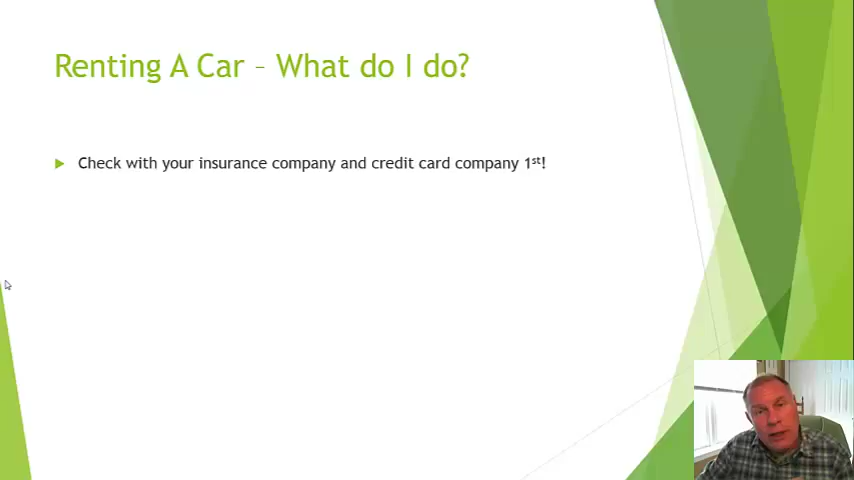 Renting A Car – What do I do?
Check with your insurance company and credit card company 1st!